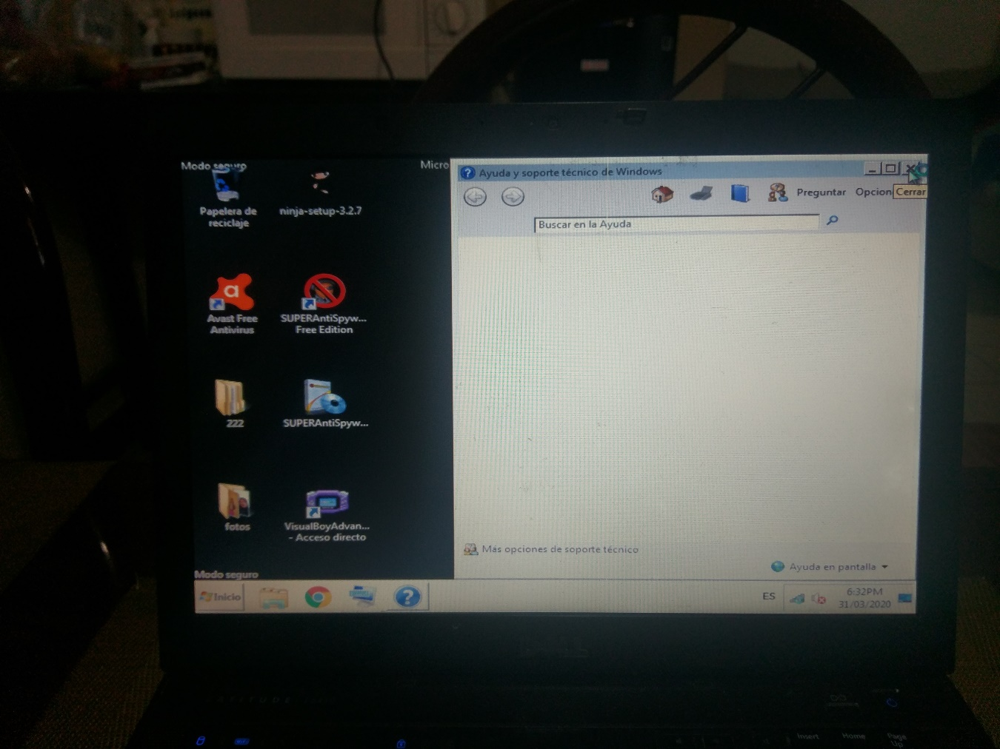 Modo seguro
Micro
Ayuda y soporte técnico de Windows
Preguntar
Opcion
Cerrar
Buscar en la Ayuda
Papelera de
reciclaje
ninja-setup-3.2.7
Avast Free
Antivirus
SUPERAntiSpyw...
Free Edition
222
SUPERAntiSpyw...
fotos
VisualBoyAdvan...
- Acceso directo
Más opciones de soporte técnico
Ayuda en pantalla
Modo seguro
Inicio
ES
6:32PM
31/03/2020
Insert
Home
Page
Up